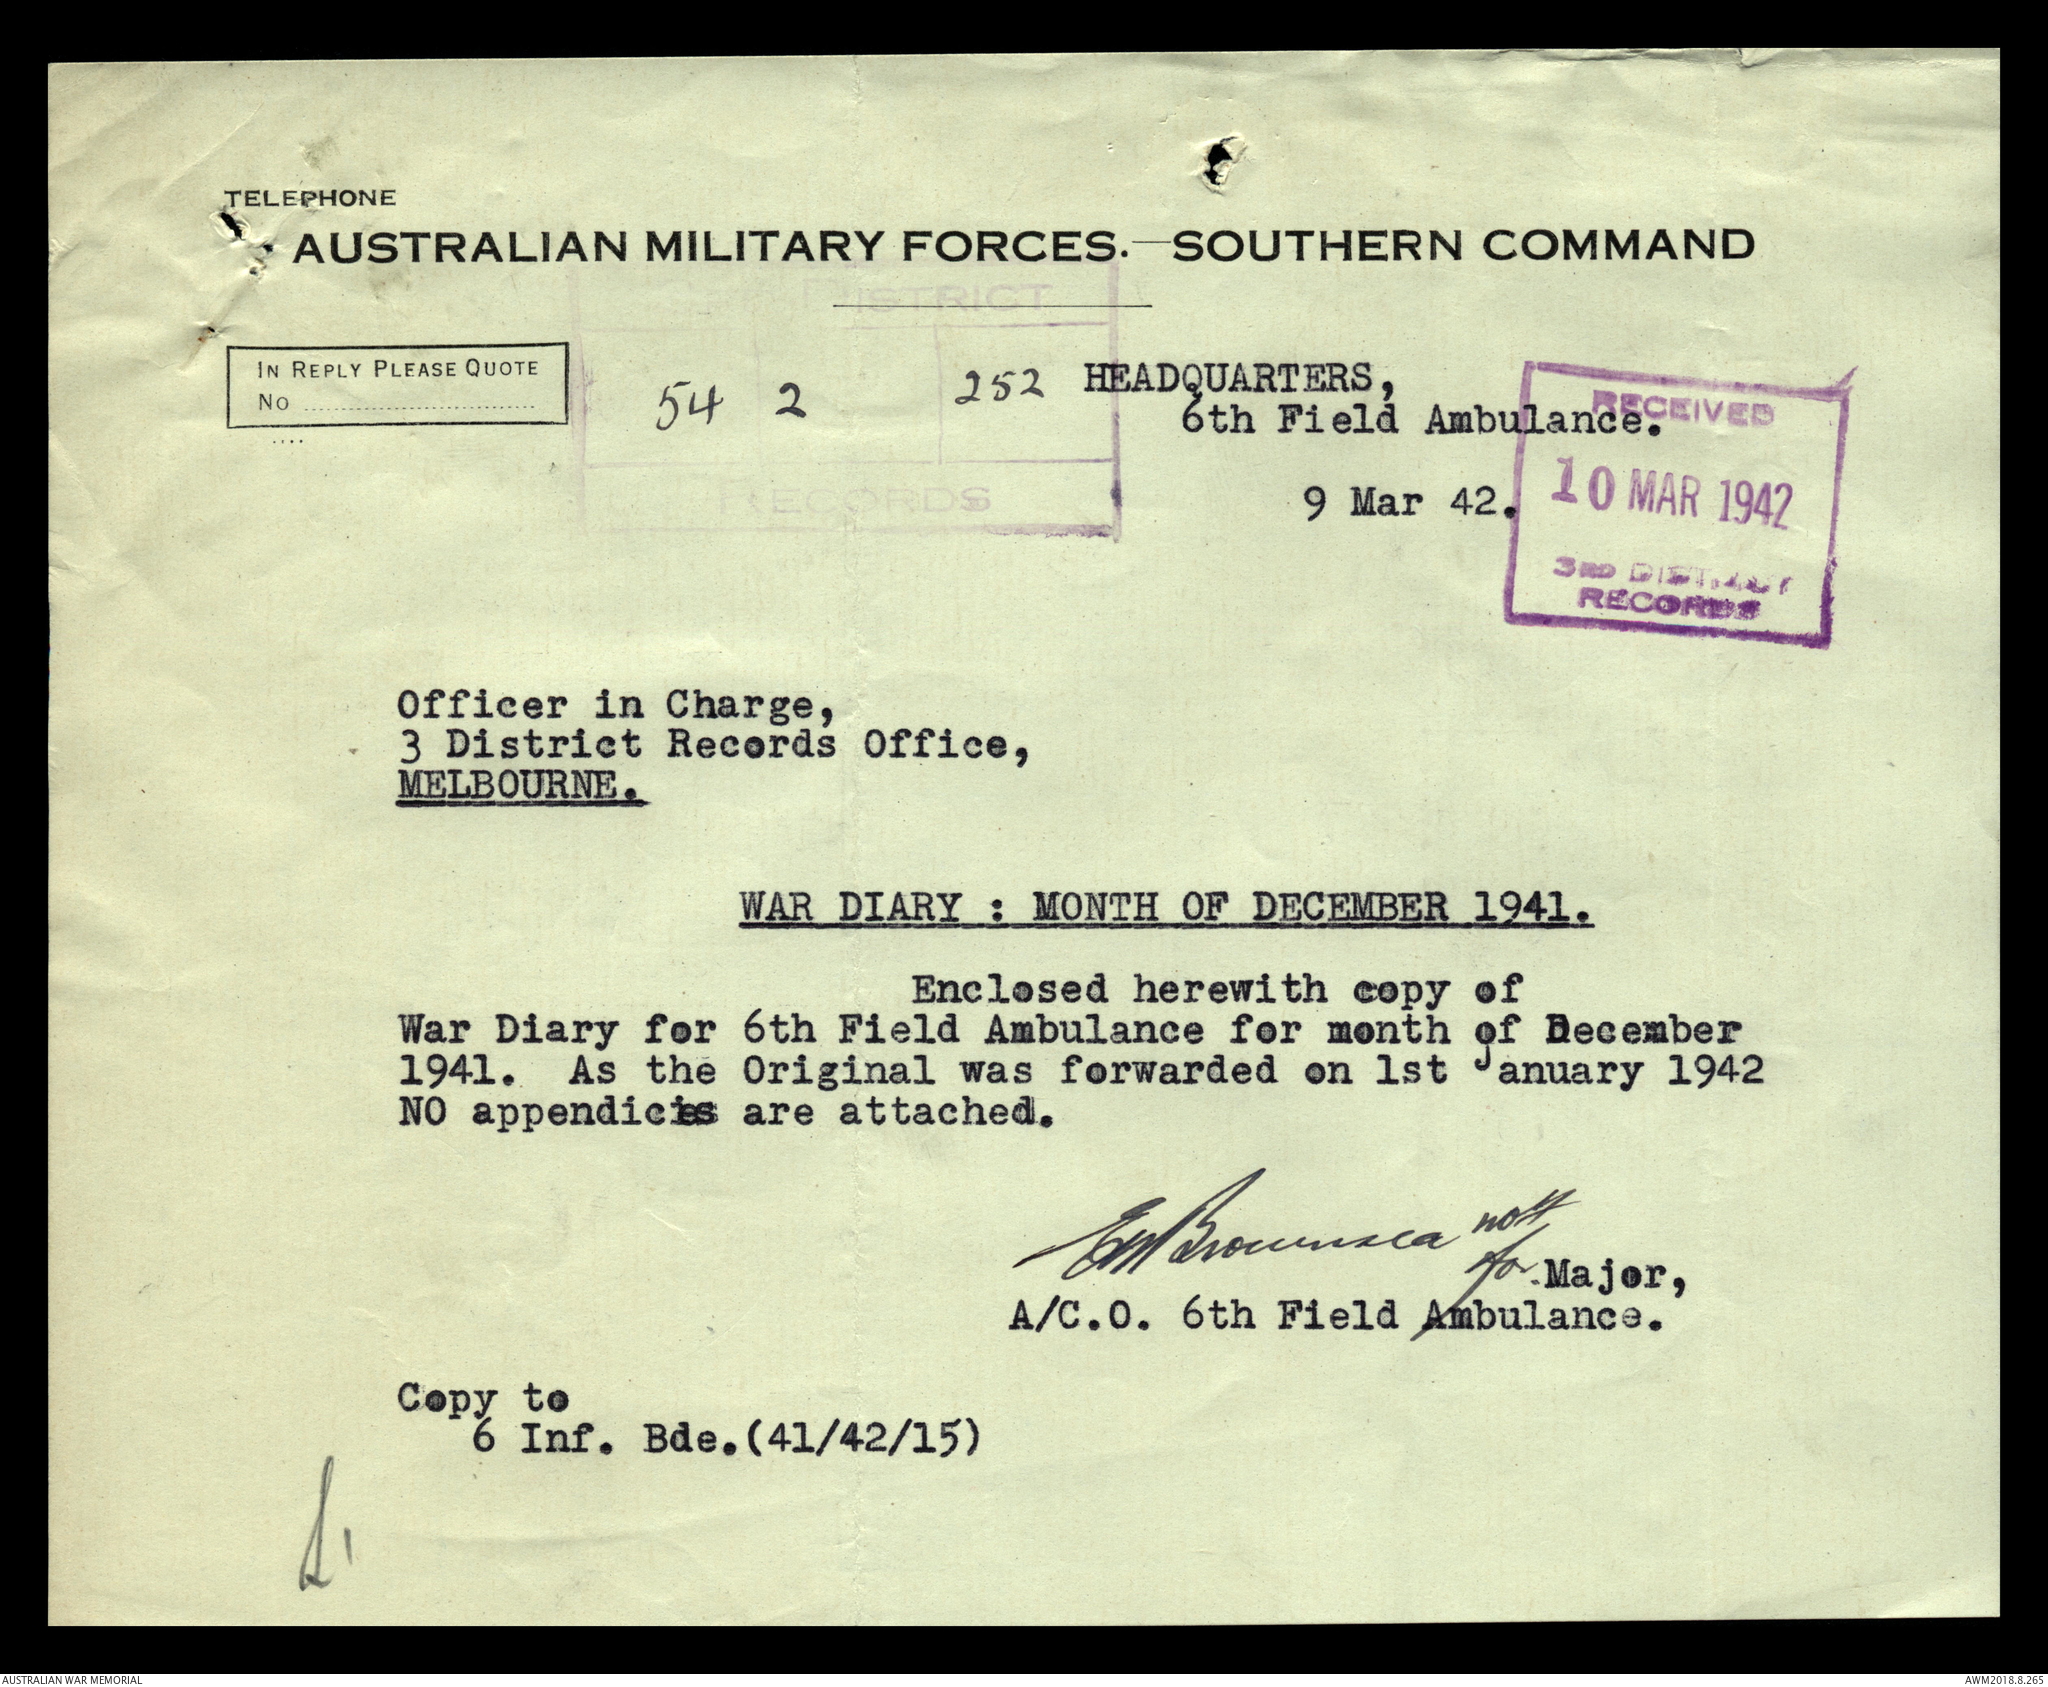 TELEPHONE
AUSTRALIAN MILITARY FORCES.—SOUTHERN COMMAND
DISTRICT
IN REPLY PLEASE QUOTE
No ..............................
....
54 2 252
RECORDS
HEADQUARTERS,
6th Field Ambulance.
9 Mar 42.
RECEIVED
10 MAR 1942
3RD DISTRICT
RECORDS
Officer in Charge,
3 District Records Office,
MELBOURNE.
WAR DIARY : MONTH OF DECEMBER 1941.
Enclosed herewith copy of
War Diary for 6th Field Ambulance for month of December
1941. As the Original was forwarded on 1st January 1942
NO appendices are attached.
for Major,
A/C.O. 6th Field Ambulance.
Copy to
6 Inf. Bde.(41/42/15)
AUSTRALIAN WAR MEMORIAL
AWM2018.8.265